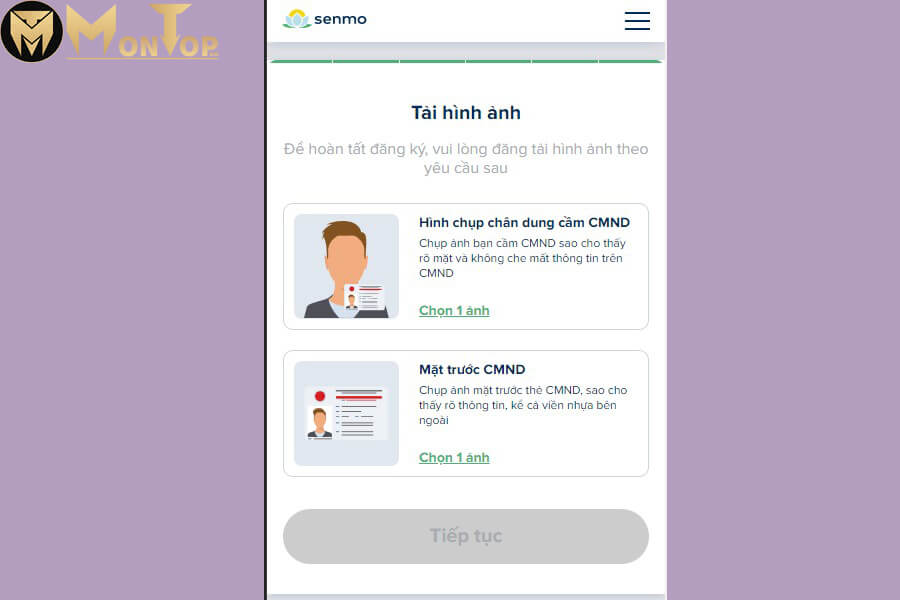 MONTOP
senmo
Tải hình ảnh
Để hoàn tất đăng ký, vui lòng đăng tải hình ảnh theo
yêu cầu sau
Hình chụp chân dung cầm CMND
Chụp ảnh bạn cầm CMND sao cho thấy
rõ mặt và không che mất thông tin trên
CMND
Chọn 1 ảnh
Mặt trước CMND
Chụp ảnh mặt trước thẻ CMND, sao cho
thấy rõ thông tin, kể cả viền nhựa bên
ngoài
Chọn 1 ảnh
Tiếp tục